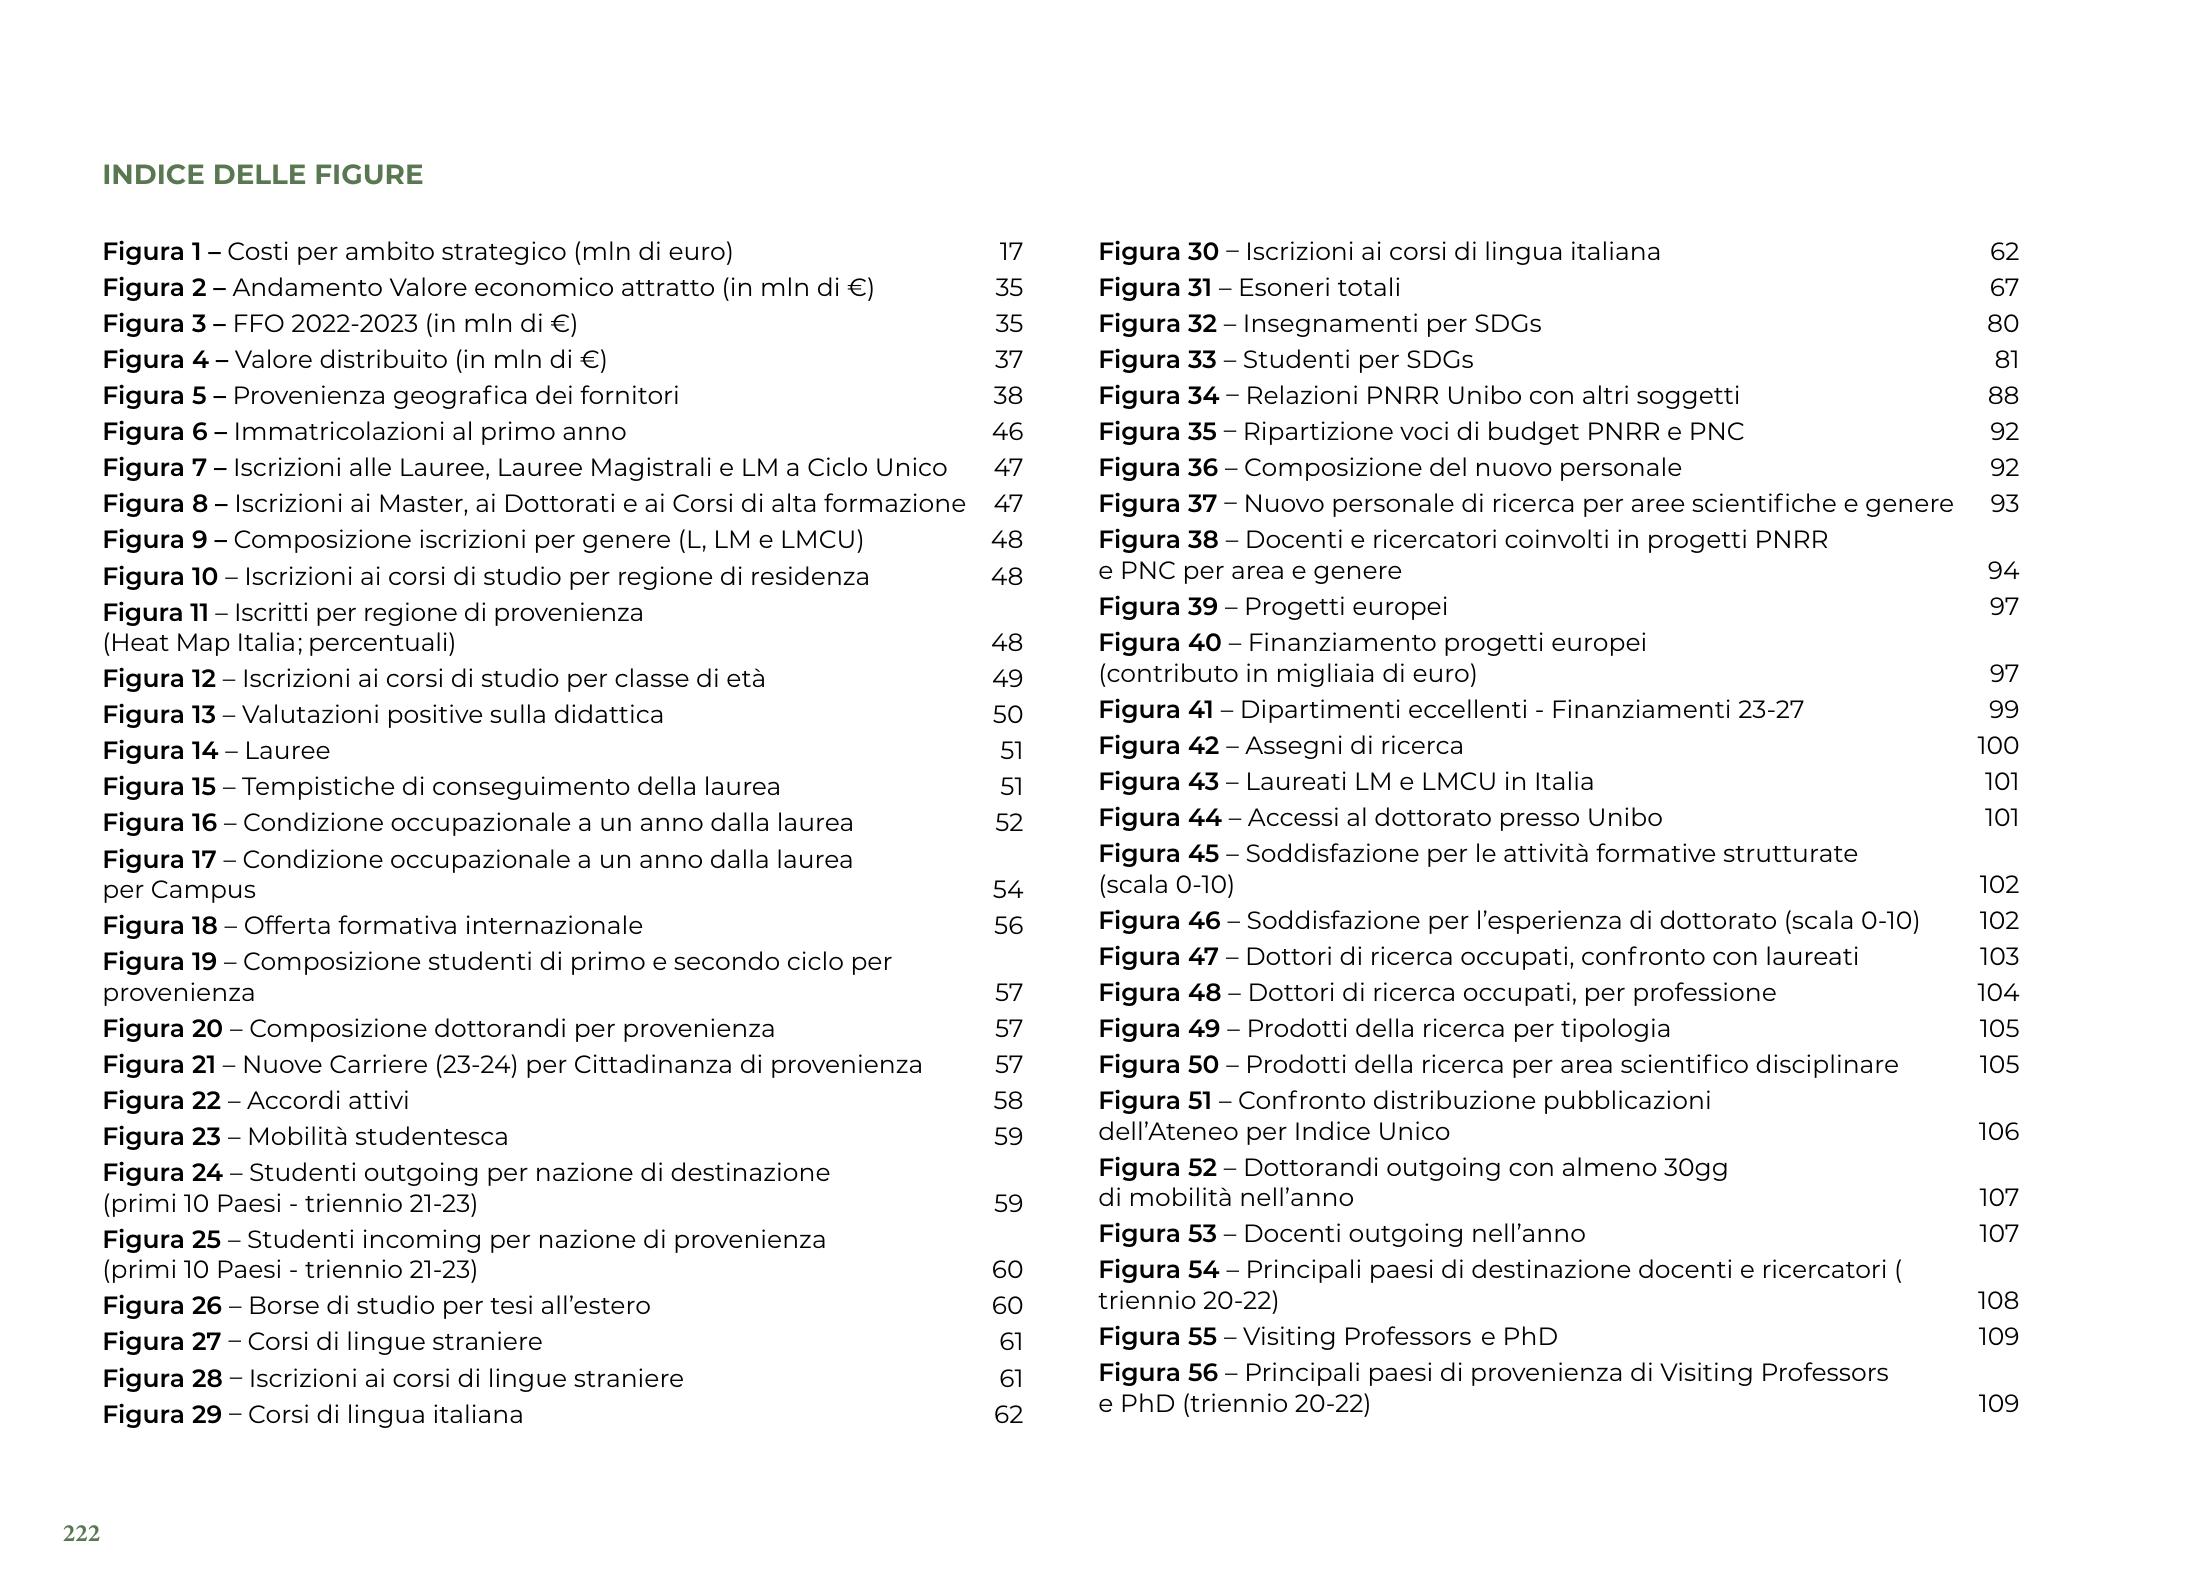 INDICE DELLE FIGURE
Figura 1 – Costi per ambito strategico (mln di euro) 17
Figura 2 – Andamento Valore economico attratto (in mln di €) 35
Figura 3 – FFO 2022-2023 (in mln di €) 35
Figura 4 – Valore distribuito (in mln di €) 37
Figura 5 – Provenienza geografica dei fornitori 38
Figura 6 – Immatricolazioni al primo anno 46
Figura 7 – Iscrizioni alle Lauree, Lauree Magistrali e LM a Ciclo Unico 47
Figura 8 – Iscrizioni ai Master, ai Dottorati e ai Corsi di alta formazione 47
Figura 9 – Composizione iscrizioni per genere (L, LM e LMCU) 48
Figura 10 – Iscrizioni ai corsi di studio per regione di residenza 48
Figura 11 – Iscritti per regione di provenienza
(Heat Map Italia; percentuali) 48
Figura 12 – Iscrizioni ai corsi di studio per classe di età 49
Figura 13 – Valutazioni positive sulla didattica 50
Figura 14 – Lauree 51
Figura 15 – Tempistiche di conseguimento della laurea 51
Figura 16 – Condizione occupazionale a un anno dalla laurea 52
Figura 17 – Condizione occupazionale a un anno dalla laurea
per Campus 54
Figura 18 – Offerta formativa internazionale 56
Figura 19 – Composizione studenti di primo e secondo ciclo per
provenienza 57
Figura 20 – Composizione dottorandi per provenienza 57
Figura 21 – Nuove Carriere (23-24) per Cittadinanza di provenienza 57
Figura 22 – Accordi attivi 58
Figura 23 – Mobilità studentesca 59
Figura 24 – Studenti outgoing per nazione di destinazione
(primi 10 Paesi - triennio 21-23) 59
Figura 25 – Studenti incoming per nazione di provenienza
(primi 10 Paesi - triennio 21-23) 60
Figura 26 – Borse di studio per tesi all’estero 60
Figura 27 – Corsi di lingue straniere 61
Figura 28 – Iscrizioni ai corsi di lingue straniere 61
Figura 29 – Corsi di lingua italiana 62
Figura 30 – Iscrizioni ai corsi di lingua italiana 62
Figura 31 – Esoneri totali 67
Figura 32 – Insegnamenti per SDGs 80
Figura 33 – Studenti per SDGs 81
Figura 34 – Relazioni PNRR Unibo con altri soggetti 88
Figura 35 – Ripartizione voci di budget PNRR e PNC 92
Figura 36 – Composizione del nuovo personale 92
Figura 37 – Nuovo personale di ricerca per aree scientifiche e genere 93
Figura 38 – Docenti e ricercatori coinvolti in progetti PNRR
e PNC per area e genere 94
Figura 39 – Progetti europei 97
Figura 40 – Finanziamento progetti europei
(contributo in migliaia di euro) 97
Figura 41 – Dipartimenti eccellenti - Finanziamenti 23-27 99
Figura 42 – Assegni di ricerca 100
Figura 43 – Laureati LM e LMCU in Italia 101
Figura 44 – Accessi al dottorato presso Unibo 101
Figura 45 – Soddisfazione per le attività formative strutturate
(scala 0-10) 102
Figura 46 – Soddisfazione per l’esperienza di dottorato (scala 0-10) 102
Figura 47 – Dottori di ricerca occupati, confronto con laureati 103
Figura 48 – Dottori di ricerca occupati, per professione 104
Figura 49 – Prodotti della ricerca per tipologia 105
Figura 50 – Prodotti della ricerca per area scientifico disciplinare 105
Figura 51 – Confronto distribuzione pubblicazioni
dell’Ateneo per Indice Unico 106
Figura 52 – Dottorandi outgoing con almeno 30gg
di mobilità nell’anno 107
Figura 53 – Docenti outgoing nell’anno 107
Figura 54 – Principali paesi di destinazione docenti e ricercatori (
triennio 20-22) 108
Figura 55 – Visiting Professors e PhD 109
Figura 56 – Principali paesi di provenienza di Visiting Professors
e PhD (triennio 20-22) 109
222